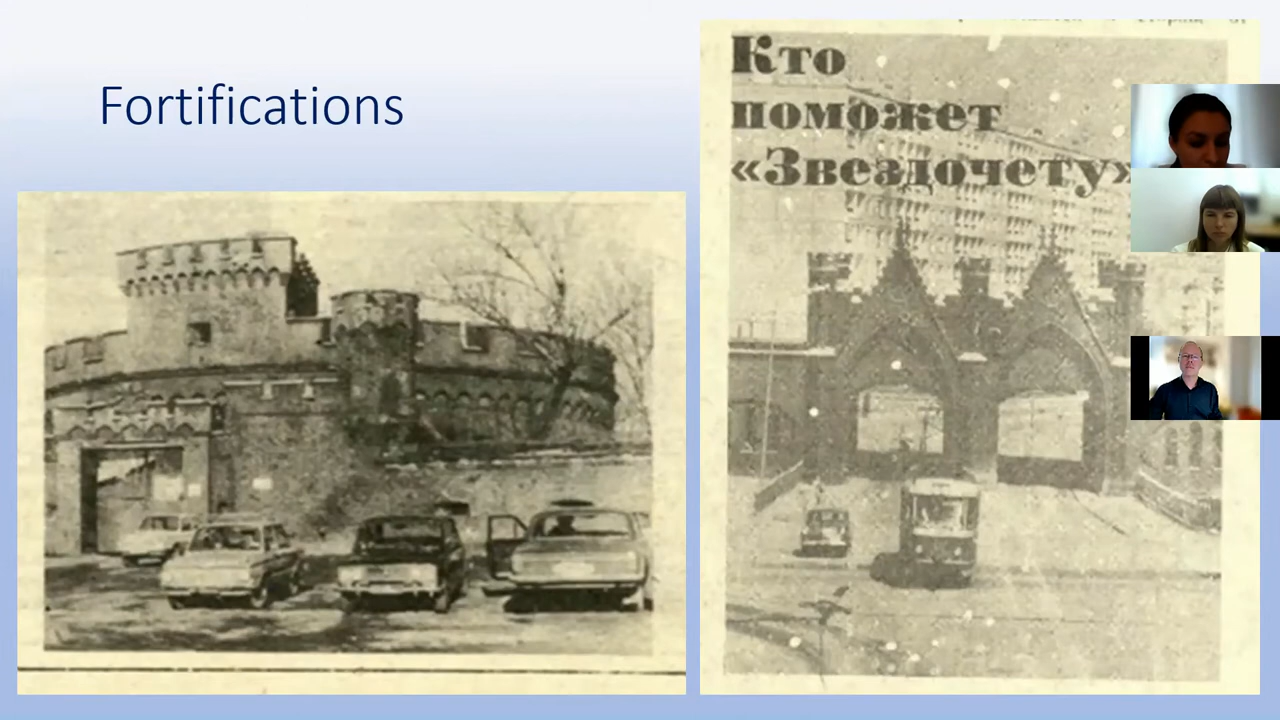 Fortifications
Кто
поможет
«Звездочету»